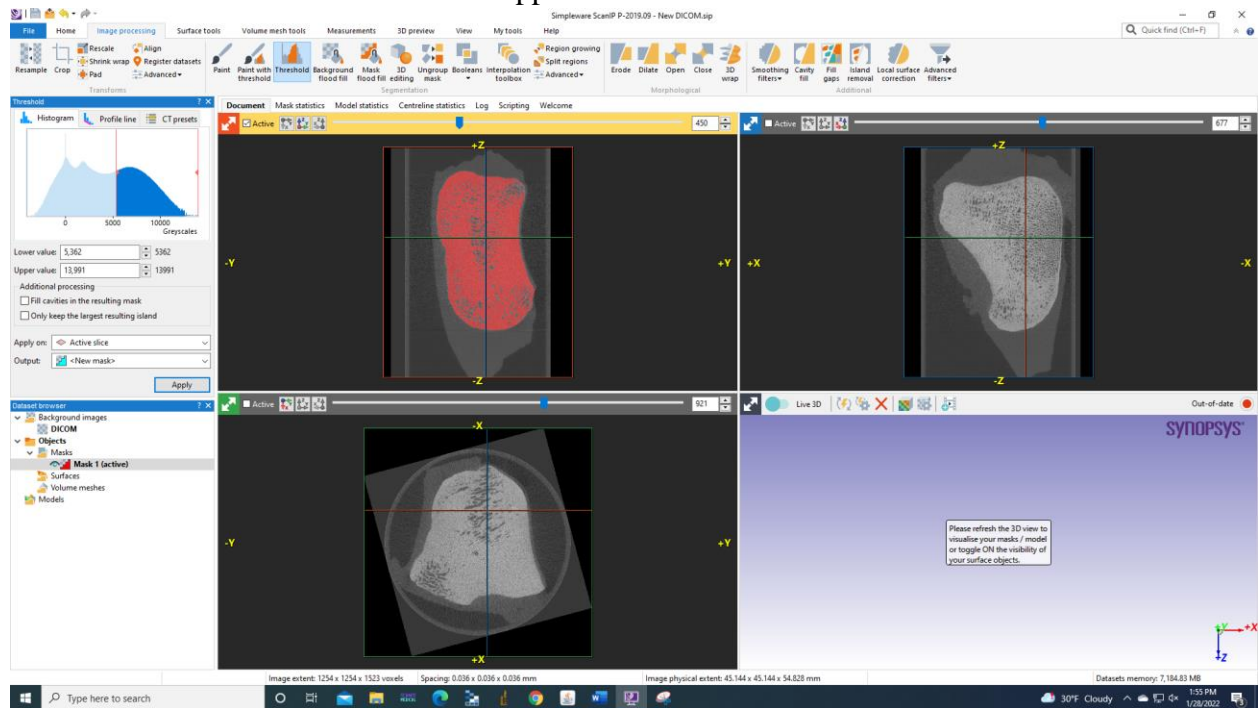 Simpleware ScanIP P-2019.09 - New DICOM.sip
File Home Image processing Surface tools Volume mesh tools Measurements 3D preview View My tools Help
Quick find (Ctrl+F)
Resample Crop Rescale Shrink wrap Pad Align Register datasets Advanced
Transforms
Paint Paint with threshold Threshold Background flood fill Mask flood fill 3D editing Ungroup mask Booleans Interpolation toolbox Region growing Split regions Advanced
Segmentation
Erode Dilate Open Close 3D wrap
Morphological
Smoothing filters Cavity fill Fill gaps Island removal Local surface correction Advanced filters
Additional
Threshold ? X
Histogram Profile line CT presets
0 5000 10000
Greyscales
Lower value: 5,362 5362
Upper value: 13,991 13991
Additional processing
Fill cavities in the resulting mask
Only keep the largest resulting island
Apply on: Active slice
Output: <New mask>
Apply
Dataset browser ? X
Background images
DICOM
Objects
Masks
Mask 1 (active)
Surfaces
Volume meshes
Models
Document Mask statistics Model statistics Centreline statistics Log Scripting Welcome
Active 450
+Z
-Y +Y
-Z
Active 677
+Z
+X -X
-Z
Active 921
-X
-Y +Y
+X
Live 3D Out-of-date
SYNOPSYS
Please refresh the 3D view to
visualise your masks / model
or toggle ON the visibility of
your surface objects.
+Y +X
-Z
Image extent: 1254 x 1254 x 1523 voxels Spacing: 0.036 x 0.036 x 0.036 mm Image physical extent: 45.144 x 45.144 x 54.828 mm Datasets memory: 7,184.83 MB
Type here to search
30°F Cloudy
1:55 PM
1/28/2022